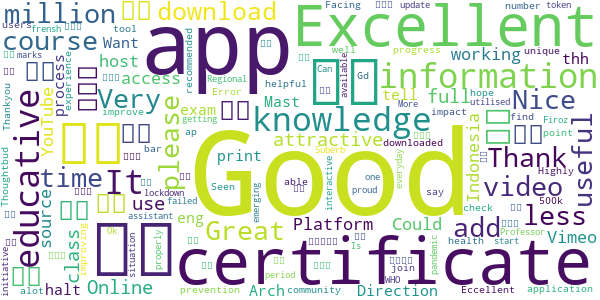 million
download
app
Excellent
Facing
update
number
token
users
frensh
tool
course
Want
host
Regional
recommended
Can
Gd
available
well
progress
unique
working
marks
process
access
Error
information
thh
Thankyou
experience
YouTube
improve
Very
exam
Mast
helpful
tell
full
More
hope
impact
utilised
Nice
educative
please
getting
ap
knowledge
attractive
downloaded
Indonesia
find
Firoz
point
Thoughtbud
bar
print
Suberb
Thank
useful
time
It
Seen
able
interactive
one
proud
everyday
say
Highly
500k
alot
source
lockdown
use
Good
video
less
initiative
halt
class
improving
Ok
assistant
failed
eng
Great
emerging
Platform
Could
add
check
Professor
Vimeo
situation
properly
certificate
Is
join
health
start
Online
prevention
period
Arch
community
WHO
Direction
pandemic
Eccellent
application